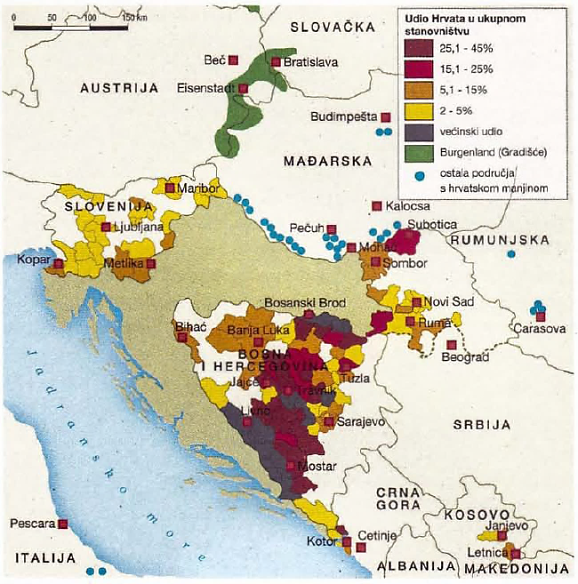 0 50 100 150 km
Udio Hrvata u ukupnom
stanovništvu
25,1 - 45%
15,1 - 25%
5,1 - 15%
2 - 5%
većinski udio
Burgenland (Gradišće)
ostala područja
s hrvatskom manjinom
SLOVAČKA
Beč
Bratislava
AUSTRIJA
Eisenstadt
Budimpešta
MAĐARSKA
Maribor
SLOVENIJA
Kalocsa
Ljubljana
Pečuh
Subotica
Mohač
RUMUNJSKA
Kopar
Metlika
Sombor
Bosanski Brod
Novi Sad
Bihać
Banja Luka
Ruma
Carasova
BOSNA
I HERCEGOVINA
Beograd
Jajce
Tuzla
Travnik
Livno
Sarajevo
SRBIJA
Jadransko more
Mostar
CRNA
GORA
KOSOVO
Pescara
Janjevo
Kotor
Cetinje
Letnica
ITALIJA
ALBANIJA
MAKEDONIJA